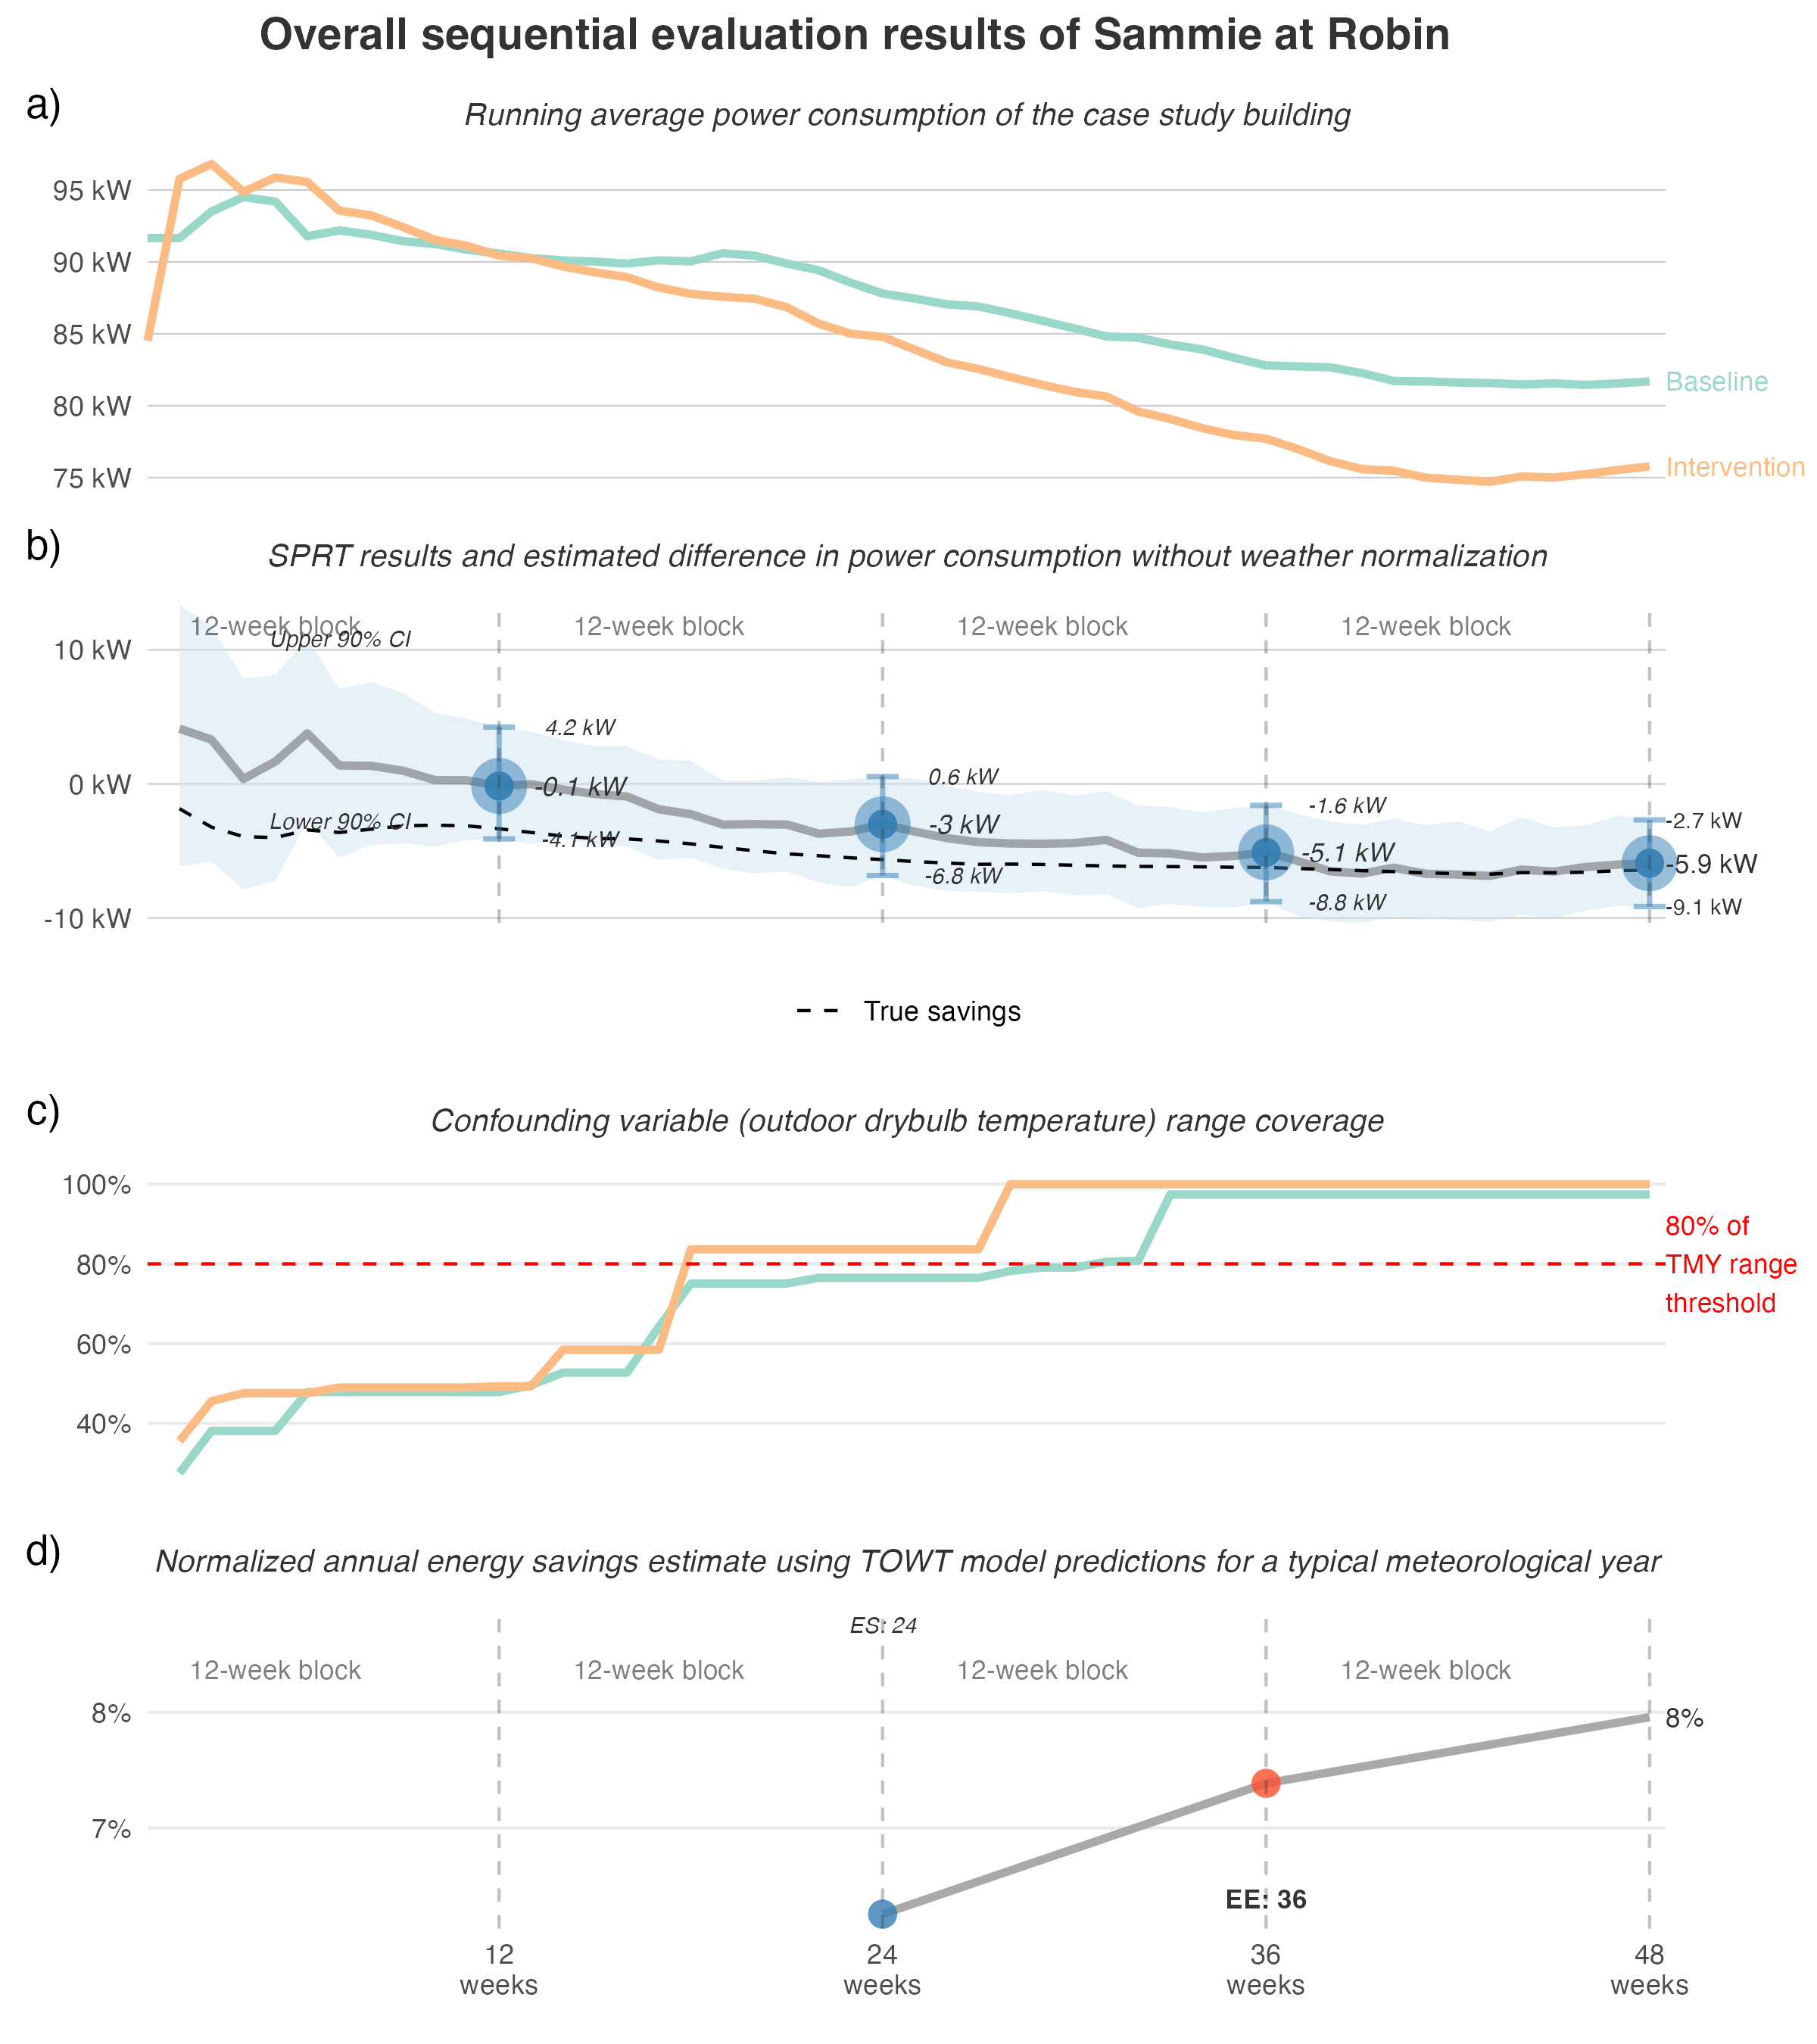 Overall sequential evaluation results of Sammie at Robin
a)
Running average power consumption of the case study building
95 kW
90 kW
85 kW
80 kW
75 kW
Baseline
Intervention
b)
SPRT results and estimated difference in power consumption without weather normalization
12-week block
12-week block
12-week block
12-week block
Upper 90% CI
10 kW
0 kW
-10 kW
Lower 90% CI
4.2 kW
-0.1 kW
-4.1 kW
0.6 kW
-3 kW
-6.8 kW
-1.6 kW
-5.1 kW
-8.8 kW
-2.7 kW
-5.9 kW
-9.1 kW
True savings
c)
Confounding variable (outdoor drybulb temperature) range coverage
100%
80%
60%
40%
80% of
TMY range
threshold
d)
Normalized annual energy savings estimate using TOWT model predictions for a typical meteorological year
ES: 24
12-week block
12-week block
12-week block
12-week block
8%
7%
8%
EE: 36
12
weeks
24
weeks
36
weeks
48
weeks